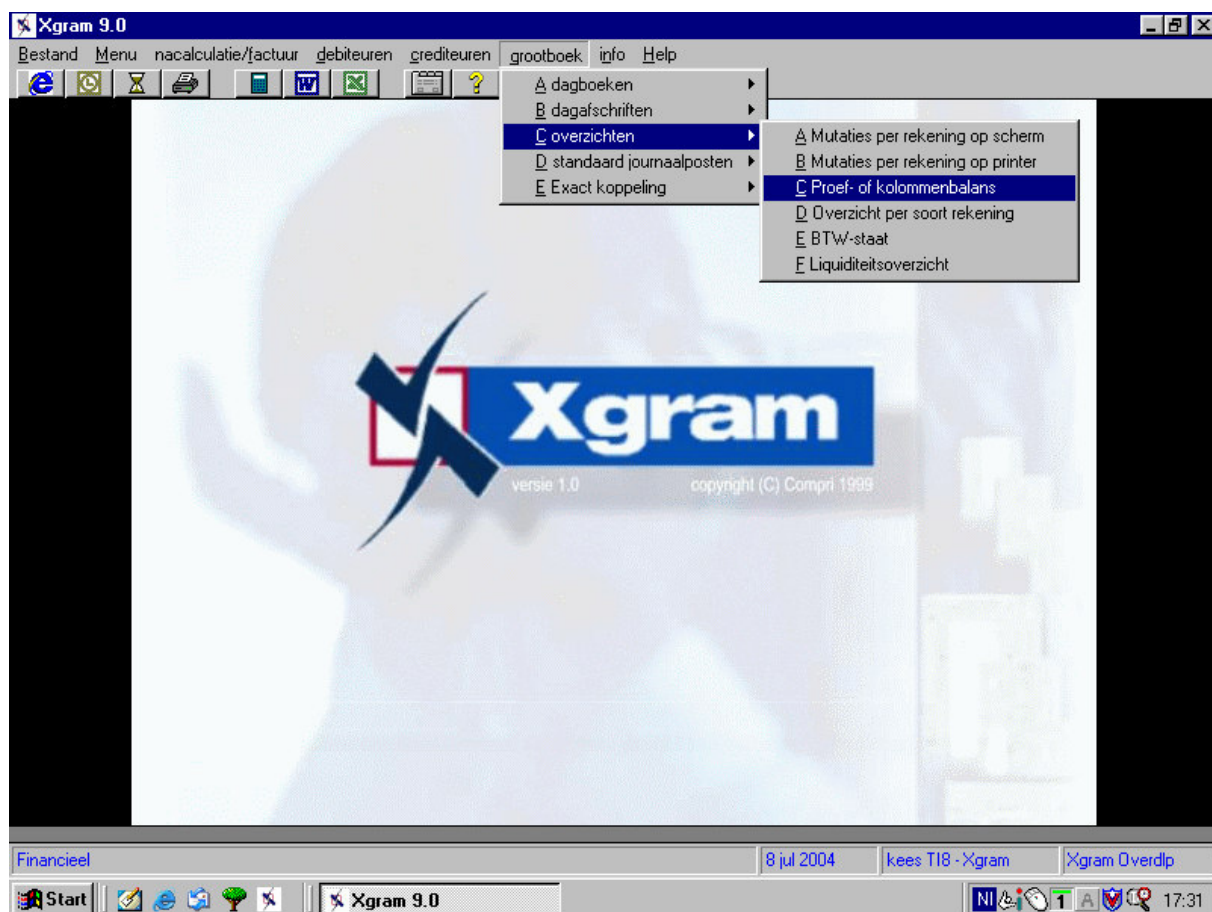 Xgram 9.0
Bestand Menu nacalculatie/factuur debiteuren crediteuren grootboek info Help
A dagboeken
B dagafschriften
C overzichten
D standaard journaalposten
E Exact koppeling
A Mutaties per rekening op scherm
B Mutaties per rekening op printer
C Proef- of kolommenbalans
D Overzicht per soort rekening
E BTW-staat
F Liquiditeitsoverzicht
Xgram
versie 1.0 copyright (C) Compri 1999
Financieel 8 jul 2004 kees TI8 - Xgram Xgram Overdlp
Start Xgram 9.0 Nl 1 A 17:31